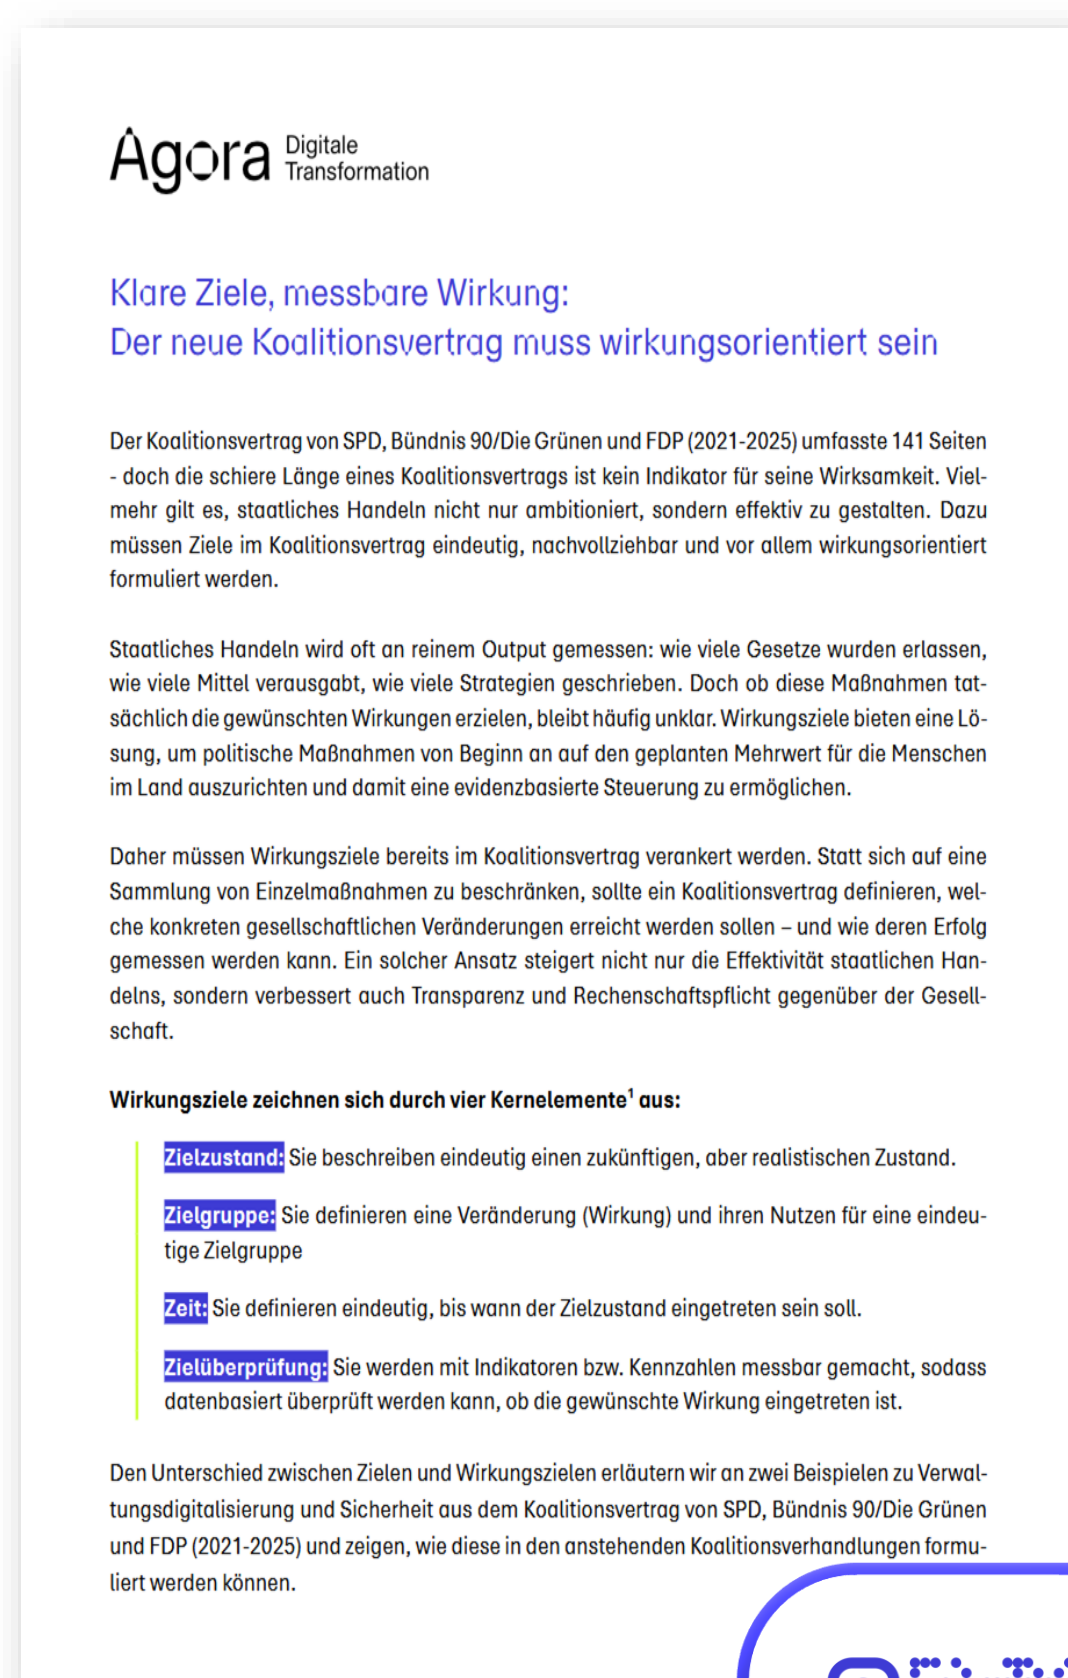 Agora Digitale
Transformation
Klare Ziele, messbare Wirkung:
Der neue Koalitionsvertrag muss wirkungsorientiert sein
Der Koalitionsvertrag von SPD, Bündnis 90/Die Grünen und FDP (2021-2025) umfasste 141 Seiten
- doch die schiere Länge eines Koalitionsvertrags ist kein Indikator für seine Wirksamkeit. Viel-
mehr gilt es, staatliches Handeln nicht nur ambitioniert, sondern effektiv zu gestalten. Dazu
müssen Ziele im Koalitionsvertrag eindeutig, nachvollziehbar und vor allem wirkungsorientiert
formuliert werden.
Staatliches Handeln wird oft an reinem Output gemessen: wie viele Gesetze wurden erlassen,
wie viele Mittel verausgabt, wie viele Strategien geschrieben. Doch ob diese Maßnahmen tat-
sächlich die gewünschten Wirkungen erzielen, bleibt häufig unklar. Wirkungsziele bieten eine Lö-
sung, um politische Maßnahmen von Beginn an auf den geplanten Mehrwert für die Menschen
im Land auszurichten und damit eine evidenzbasierte Steuerung zu ermöglichen.
Daher müssen Wirkungsziele bereits im Koalitionsvertrag verankert werden. Statt sich auf eine
Sammlung von Einzelmaßnahmen zu beschränken, sollte ein Koalitionsvertrag definieren, wel-
che konkreten gesellschaftlichen Veränderungen erreicht werden sollen – und wie deren Erfolg
gemessen werden kann. Ein solcher Ansatz steigert nicht nur die Effektivität staatlichen Han-
delns, sondern verbessert auch Transparenz und Rechenschaftspflicht gegenüber der Gesell-
schaft.
Wirkungsziele zeichnen sich durch vier Kernelemente¹ aus:
Zielzustand: Sie beschreiben eindeutig einen zukünftigen, aber realistischen Zustand.
Zielgruppe: Sie definieren eine Veränderung (Wirkung) und ihren Nutzen für eine eindeu-
tige Zielgruppe
Zeit: Sie definieren eindeutig, bis wann der Zielzustand eingetreten sein soll.
Zielüberprüfung: Sie werden mit Indikatoren bzw. Kennzahlen messbar gemacht, sodass
datenbasiert überprüft werden kann, ob die gewünschte Wirkung eingetreten ist.
Den Unterschied zwischen Zielen und Wirkungszielen erläutern wir an zwei Beispielen zu Verwal-
tungsdigitalisierung und Sicherheit aus dem Koalitionsvertrag von SPD, Bündnis 90/Die Grünen
und FDP (2021-2025) und zeigen, wie diese in den anstehenden Koalitionsverhandlungen formu-
liert werden können.